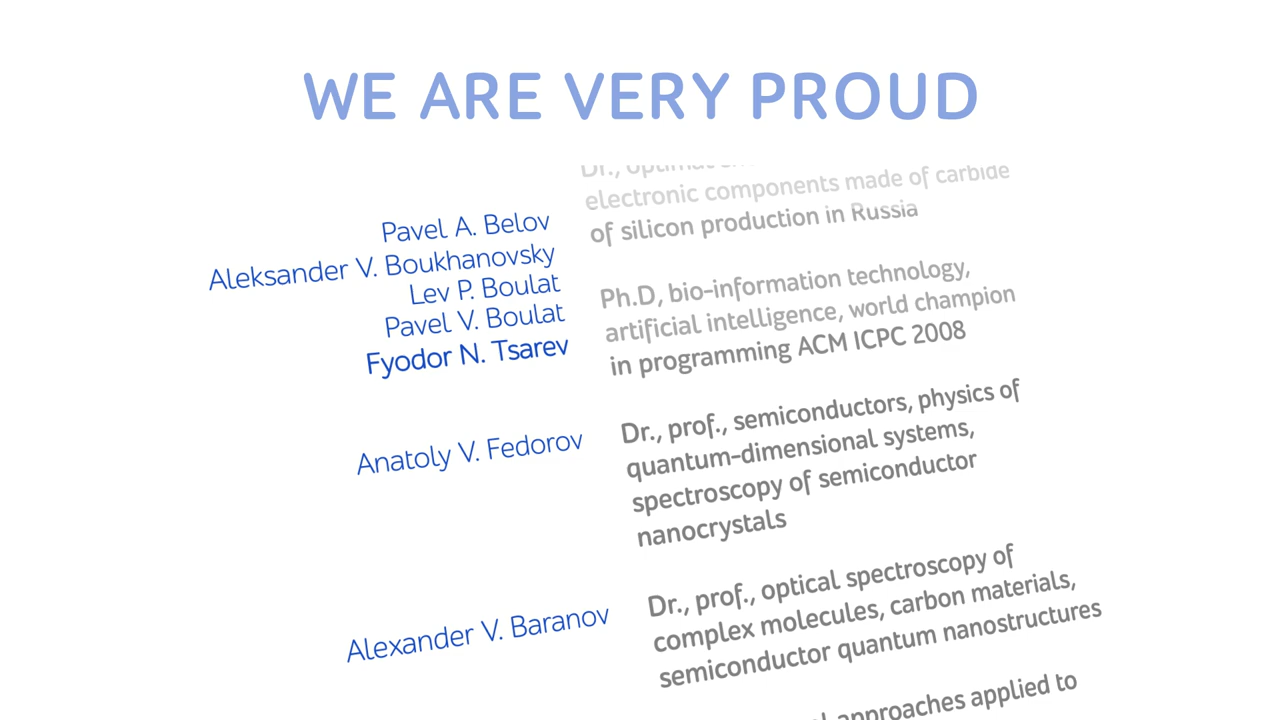 WE ARE VERY PROUD
Pavel A. Belov
Aleksander V. Boukhanovsky
Lev P. Boulat
Pavel V. Boulat
Fyodor N. Tsarev
Anatoly V. Fedorov
Alexander V. Baranov
Dr.,
electronic components made of carbide
of silicon production in Russia
Ph.D, bio-information technology,
artificial intelligence, world champion
in programming ACM ICPC 2008
Dr., prof., semiconductors, physics of
quantum-dimensional systems,
spectroscopy of semiconductor
nanocrystals
Dr., prof., optical spectroscopy of
complex molecules, carbon materials,
semiconductor quantum nanostructures
approaches applied to